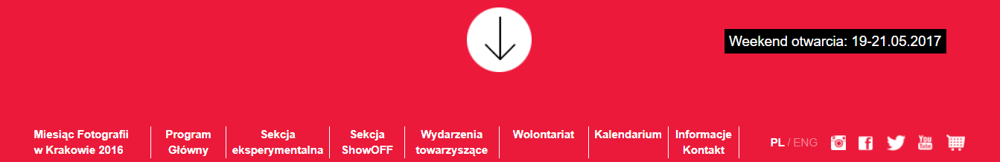 Weekend otwarcia: 19-21.05.2017
Miesiąc Fotografii
w Krakowie 2016
Program
Główny
Sekcja
eksperymentalna
Sekcja
ShowOFF
Wydarzenia
towarzyszące
Wolontariat
Kalendarium
Informacje
Kontakt
PL / ENG
You
Tube